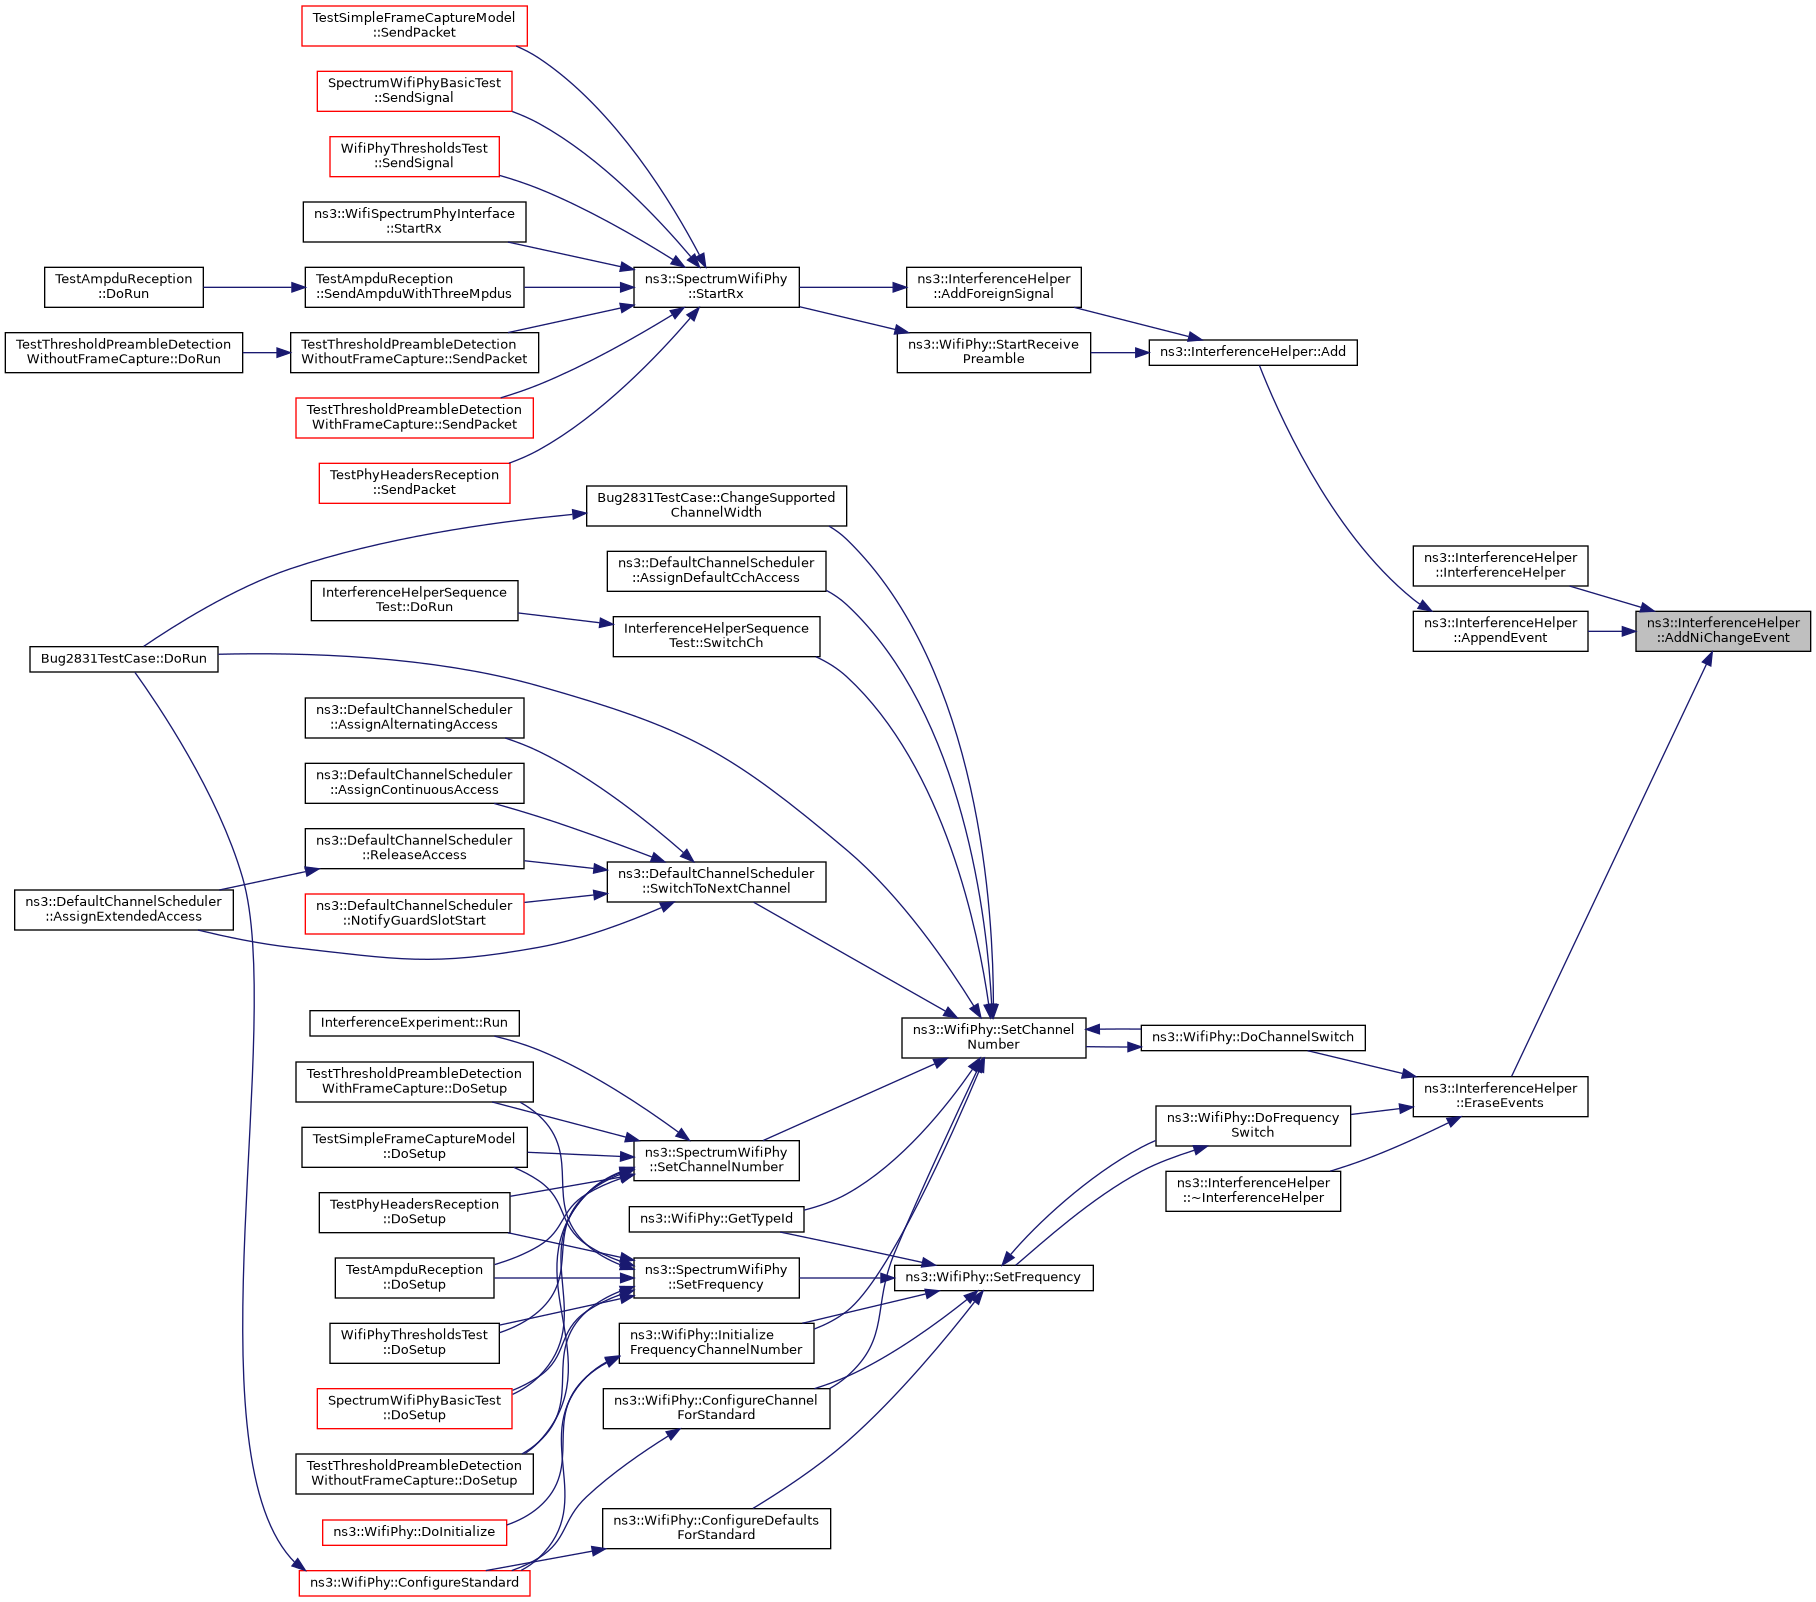 TestSimpleFrameCaptureModel
::SendPacket
SpectrumWifiPhyBasicTest
::SendSignal
WifiPhyThresholdsTest
::SendSignal
ns3::WifiSpectrumPhyInterface
::StartRx
TestAmpduReception
::DoRun
TestAmpduReception
::SendAmpduWithThreeMpdus
ns3::SpectrumWifiPhy
::StartRx
ns3::InterferenceHelper
::AddForeignSignal
TestThresholdPreambleDetection
WithoutFrameCapture::DoRun
TestThresholdPreambleDetection
WithoutFrameCapture::SendPacket
ns3::WifiPhy::StartReceive
Preamble
ns3::InterferenceHelper::Add
TestThresholdPreambleDetection
WithFrameCapture::SendPacket
TestPhyHeadersReception
::SendPacket
Bug2831TestCase::ChangeSupported
ChannelWidth
ns3::DefaultChannelScheduler
::AssignDefaultCchAccess
ns3::InterferenceHelper
::InterferenceHelper
InterferenceHelperSequence
Test::DoRun
InterferenceHelperSequence
Test::SwitchCh
ns3::InterferenceHelper
::AppendEvent
ns3::InterferenceHelper
::AddNiChangeEvent
Bug2831TestCase::DoRun
ns3::DefaultChannelScheduler
::AssignAlternatingAccess
ns3::DefaultChannelScheduler
::AssignContinuousAccess
ns3::DefaultChannelScheduler
::ReleaseAccess
ns3::DefaultChannelScheduler
::SwitchToNextChannel
ns3::DefaultChannelScheduler
::AssignExtendedAccess
ns3::DefaultChannelScheduler
::NotifyGuardSlotStart
InterferenceExperiment::Run
ns3::WifiPhy::SetChannel
Number
ns3::WifiPhy::DoChannelSwitch
TestThresholdPreambleDetection
WithFrameCapture::DoSetup
ns3::InterferenceHelper
::EraseEvents
ns3::WifiPhy::DoFrequency
Switch
TestSimpleFrameCaptureModel
::DoSetup
ns3::SpectrumWifiPhy
::SetChannelNumber
ns3::InterferenceHelper
::~InterferenceHelper
TestPhyHeadersReception
::DoSetup
ns3::WifiPhy::GetTypeId
TestAmpduReception
::DoSetup
ns3::SpectrumWifiPhy
::SetFrequency
ns3::WifiPhy::SetFrequency
WifiPhyThresholdsTest
::DoSetup
ns3::WifiPhy::Initialize
FrequencyChannelNumber
SpectrumWifiPhyBasicTest
::DoSetup
ns3::WifiPhy::ConfigureChannel
ForStandard
TestThresholdPreambleDetection
WithoutFrameCapture::DoSetup
ns3::WifiPhy::DoInitialize
ns3::WifiPhy::ConfigureDefaults
ForStandard
ns3::WifiPhy::ConfigureStandard